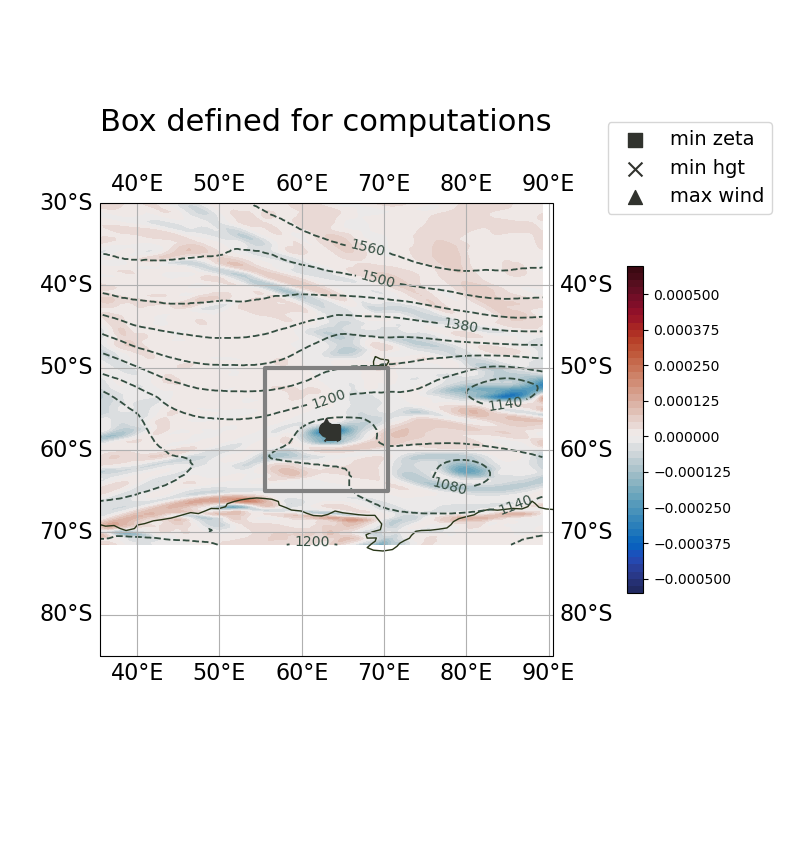 Box defined for computations
min zeta
min hgt
max wind
40°E 50°E 60°E 70°E 80°E 90°E
30°S
40°S 40°S
50°S 50°S
60°S 60°S
70°S 70°S
80°S 80°S
40°E 50°E 60°E 70°E 80°E 90°E
1560
1500
1380
1200
1140
1080
1140
1200
0.000500
0.000375
0.000250
0.000125
0.000000
−0.000125
−0.000250
−0.000375
−0.000500